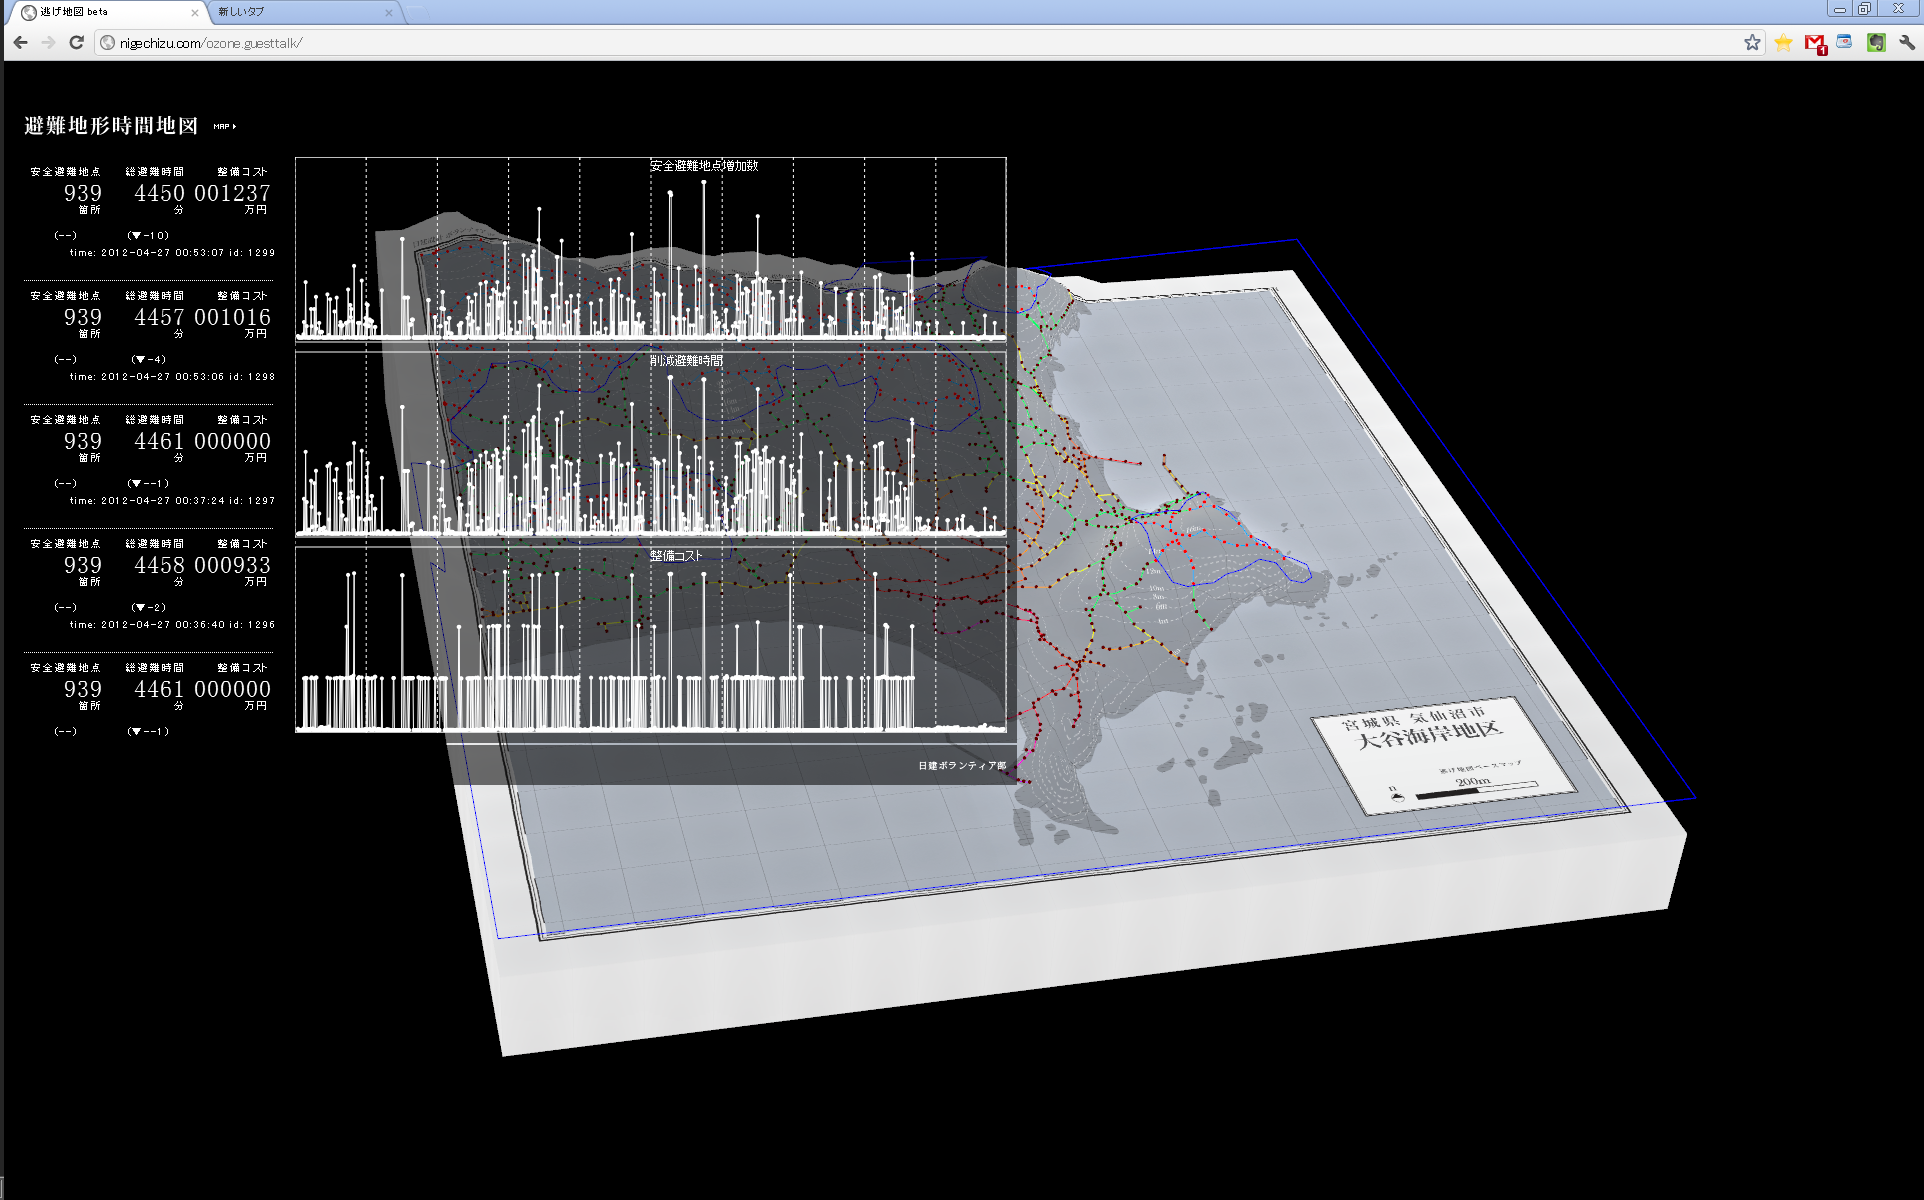 逃げ地図 beta
新しいタブ
nigechizu.com/ozone.guesttalk/
1
避難地形時間地図 MAP
安全避難地点 総避難時間 整備コスト
939 4450 001237
箇所 分 万円
(--) (▼-10)
time: 2012-04-27 00:53:07 id: 1299
安全避難地点 総避難時間 整備コスト
939 4457 001016
箇所 分 万円
(--) (▼-4)
time: 2012-04-27 00:53:06 id: 1298
安全避難地点 総避難時間 整備コスト
939 4461 000000
箇所 分 万円
(--) (▼--1)
time: 2012-04-27 00:37:24 id: 1297
安全避難地点 総避難時間 整備コスト
939 4458 000933
箇所 分 万円
(--) (▼-2)
time: 2012-04-27 00:36:40 id: 1296
安全避難地点 総避難時間 整備コスト
939 4461 000000
箇所 分 万円
(--) (▼--1)
安全避難地点増加数
削減避難時間
整備コスト
日建ボランティア部
宮城県 気仙沼市
大谷海岸地区
逃げ地図ベースマップ
n 200m